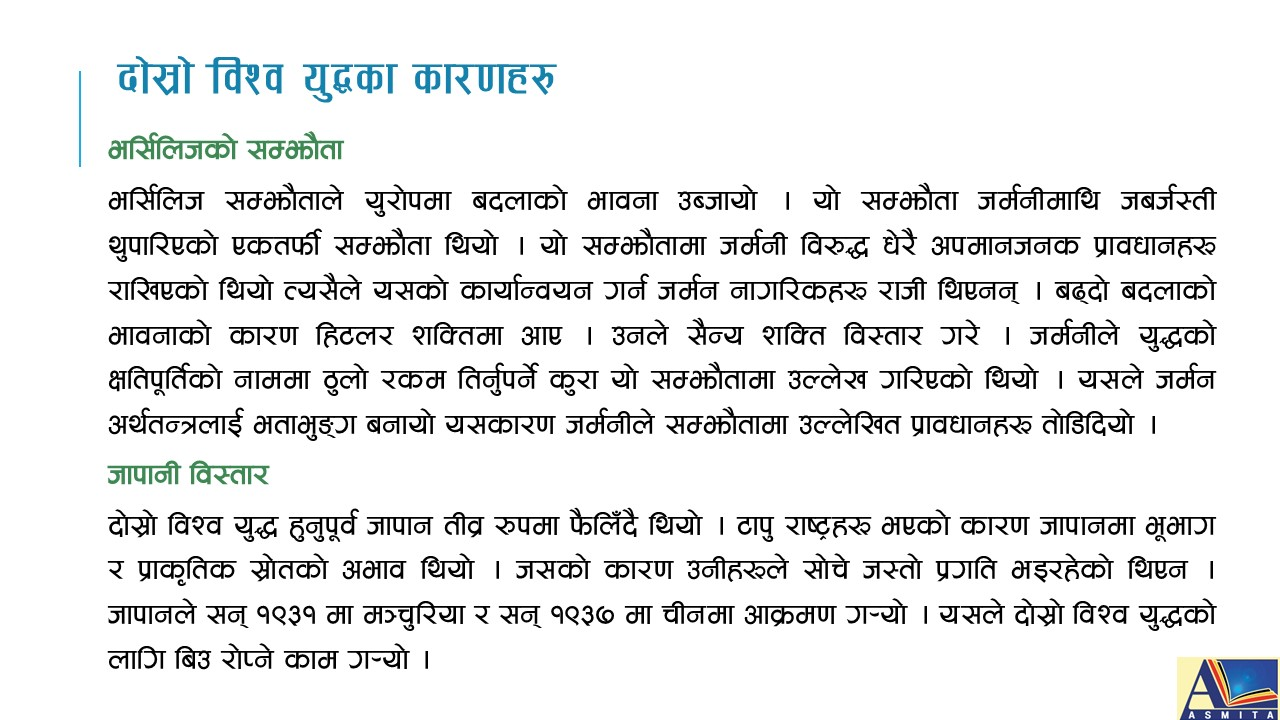 दोस्रो विश्व युद्धका कारणहरु
भर्सिलिजको सम्झौता
भर्सिलिज सम्झौताले युरोपमा बदलाको भावना उब्जायो । यो सम्झौता जर्मनीमाथि जबर्जस्ती
थुपारिएको एकतर्फी सम्झौता थियो । यो सम्झौतामा जर्मनी विरुद्ध धेरै अपमानजनक प्रावधानहरु
राखिएको थियो त्यसैले यसको कार्यान्वयन गर्न जर्मन नागरिकहरू राजी थिएनन् । बढ्दो बदलाको
भावनाको कारण हिटलर शक्तिमा आए । उनले सैन्य शक्ति विस्तार गरे । जर्मनीले युद्धको
क्षतिपूर्तिको नाममा ठुलो रकम तिर्नुपर्ने कुरा यो सम्झौतामा उल्लेख गरिएको थियो । यसले जर्मन
अर्थतन्त्रलाई भताभुङ्ग बनायो यसकारण जर्मनीले सम्झौतामा उल्लेखित प्रावधानहरू तोडिदियो ।
जापानी विस्तार
दोस्रो विश्व युद्ध हुनुपूर्व जापान तीव्र रुपमा फैलिँदै थियो । टापु राष्ट्रहरु भएको कारण जापानमा भूभाग
र प्राकृतिक स्रोतको अभाव थियो । जसको कारण उनीहरूले सोचे जस्तो प्रगति भइरहेको थिएन ।
जापानले सन् १९३१ मा मञ्चुरिया र सन् १९३७ मा चीनमा आक्रमण गऱ्यो । यसले दोस्रो विश्व युद्धको
लागि बिउ रोप्ने काम गऱ्यो ।
ASMITA